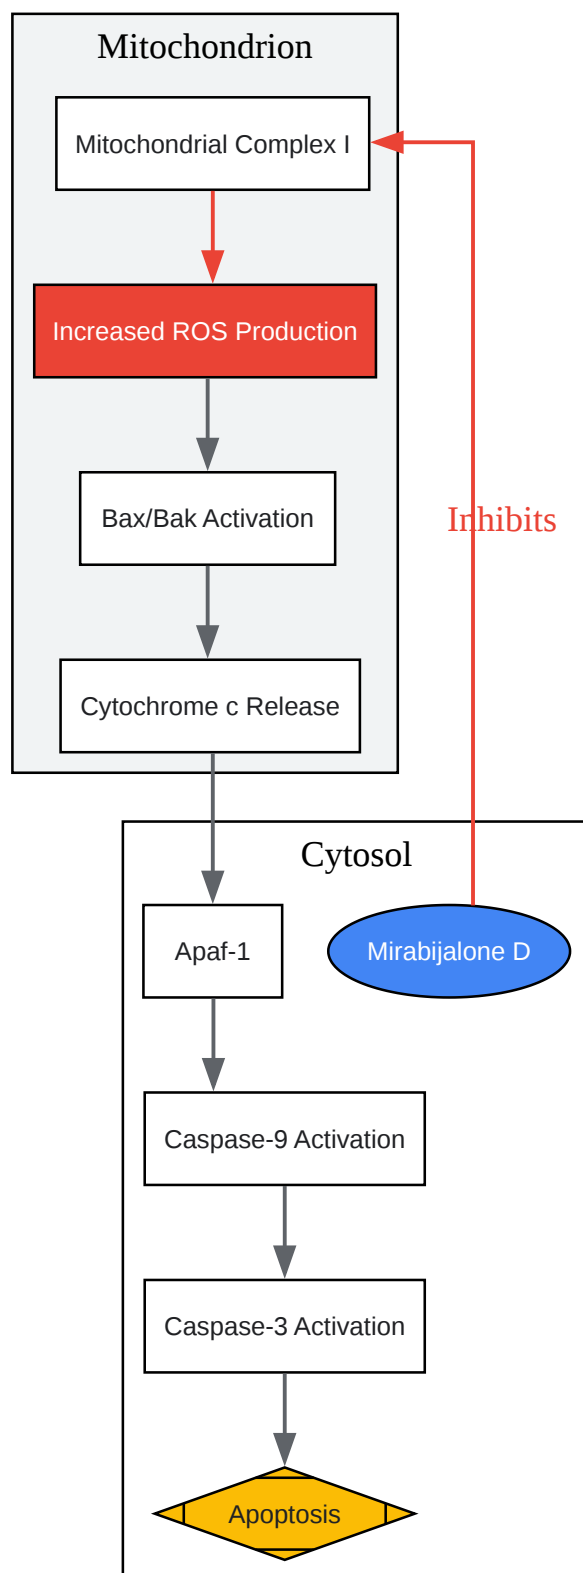 Mitochondrion
Mitochondrial Complex I
Increased ROS Production
Bax/Bak Activation
Inhibits
Cytochrome c Release
Cytosol
Apaf-1
Mirabijalone D
Caspase-9 Activation
Caspase-3 Activation
Apoptosis